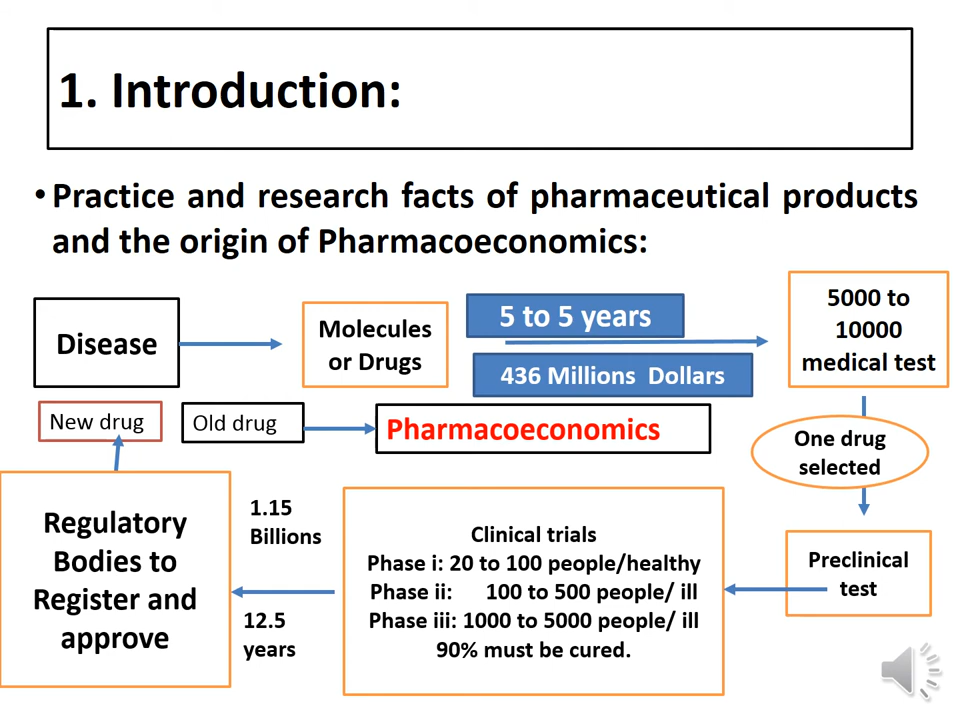 1. Introduction:
• Practice and research facts of pharmaceutical products
and the origin of Pharmacoeconomics:
Disease
Molecules
or Drugs
5 to 5 years
436 Millions Dollars
5000 to
10000
medical test
New drug
Old drug
Pharmacoeconomics
One drug
selected
Regulatory
Bodies to
Register and
approve
1.15
Billions
12.5
years
Clinical trials
Phase i: 20 to 100 people/healthy
Phase ii: 100 to 500 people/ ill
Phase iii: 1000 to 5000 people/ ill
90% must be cured.
Preclinical
test